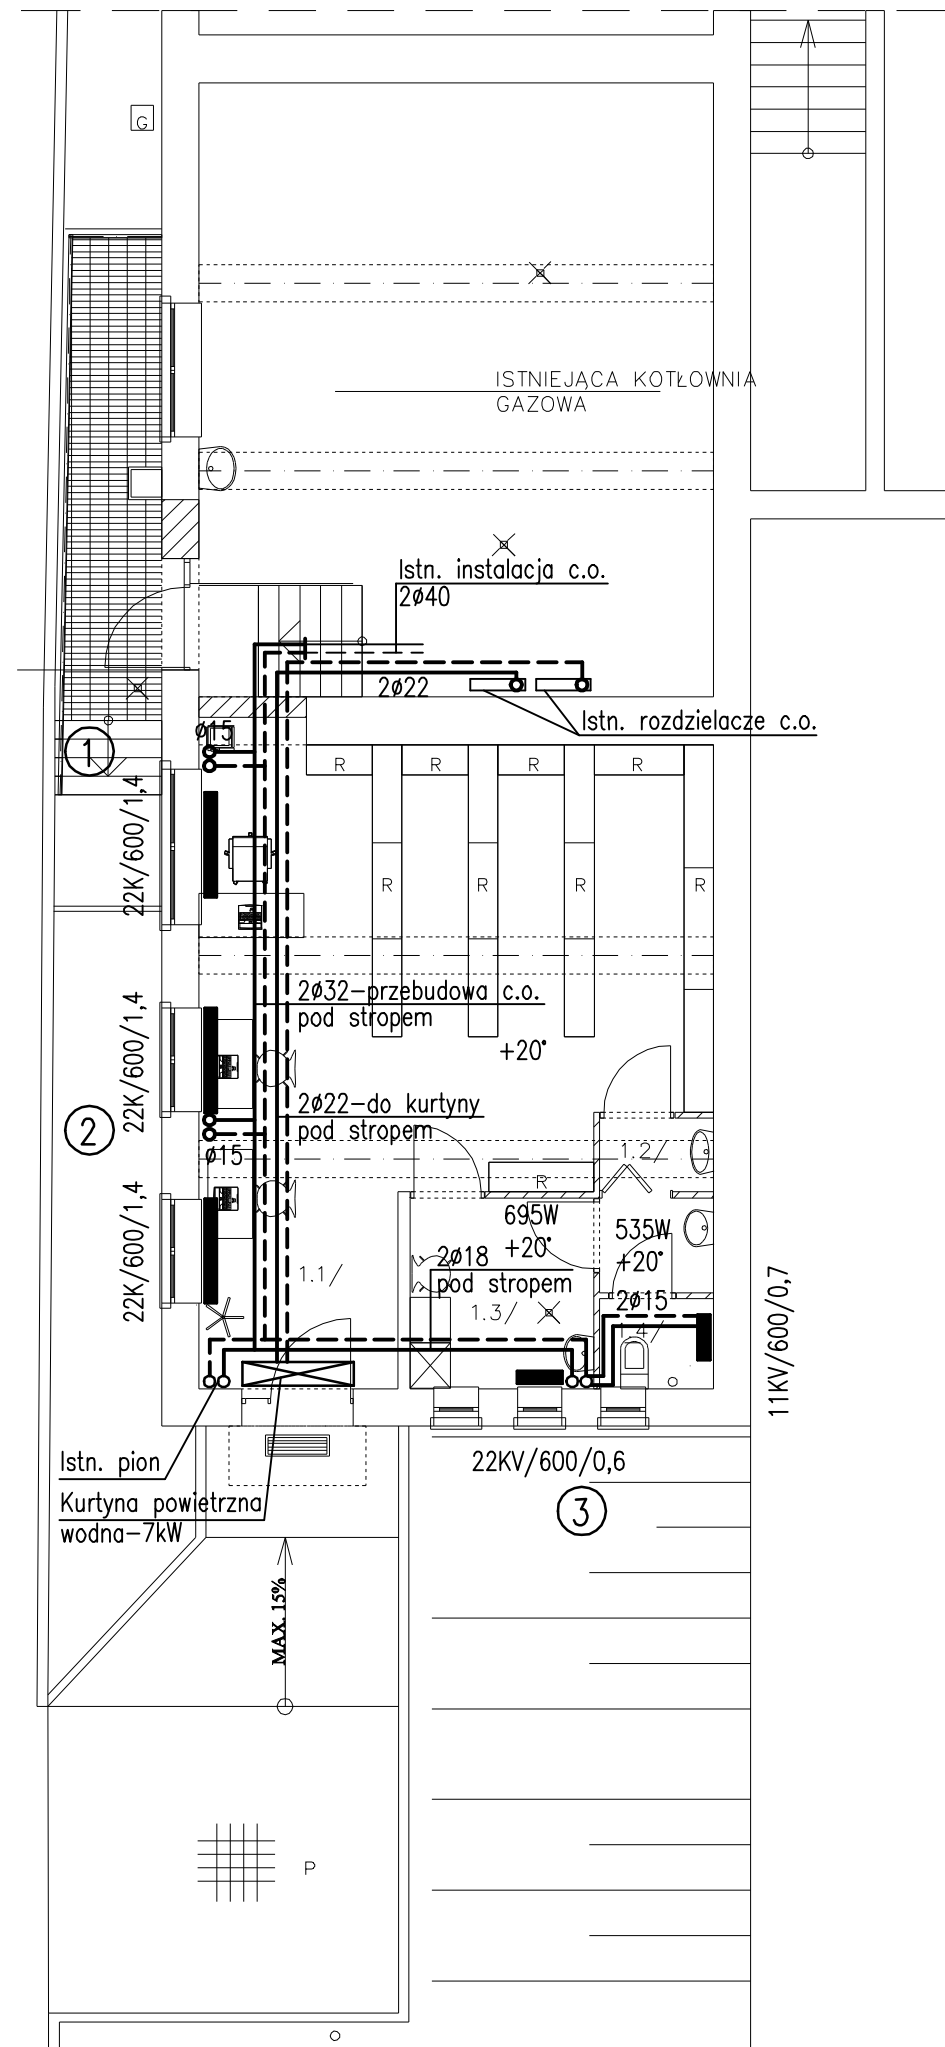 G
ISTNIEJĄCA KOTŁOWNIA
GAZOWA
Istn. instalacja c.o.
2ø40
2ø22
Istn. rozdzielacze c.o.
ø15
1
R
R
R
R
22K/600/1,4
R
R
R
R
2ø32-przebudowa c.o.
pod stropem
+20°
22K/600/1,4
2ø22-do kurtyny
pod stropem
2
ø15
1.2/
R
22K/600/1,4
695W
+20°
535W
+20°
2ø18
pod stropem
1.1/
1.3/
2ø15
1.4/
11KV/600/0,7
Istn. pion
22KV/600/0,6
Kurtyna powietrzna
wodna-7kW
3
MAX. 15%
P